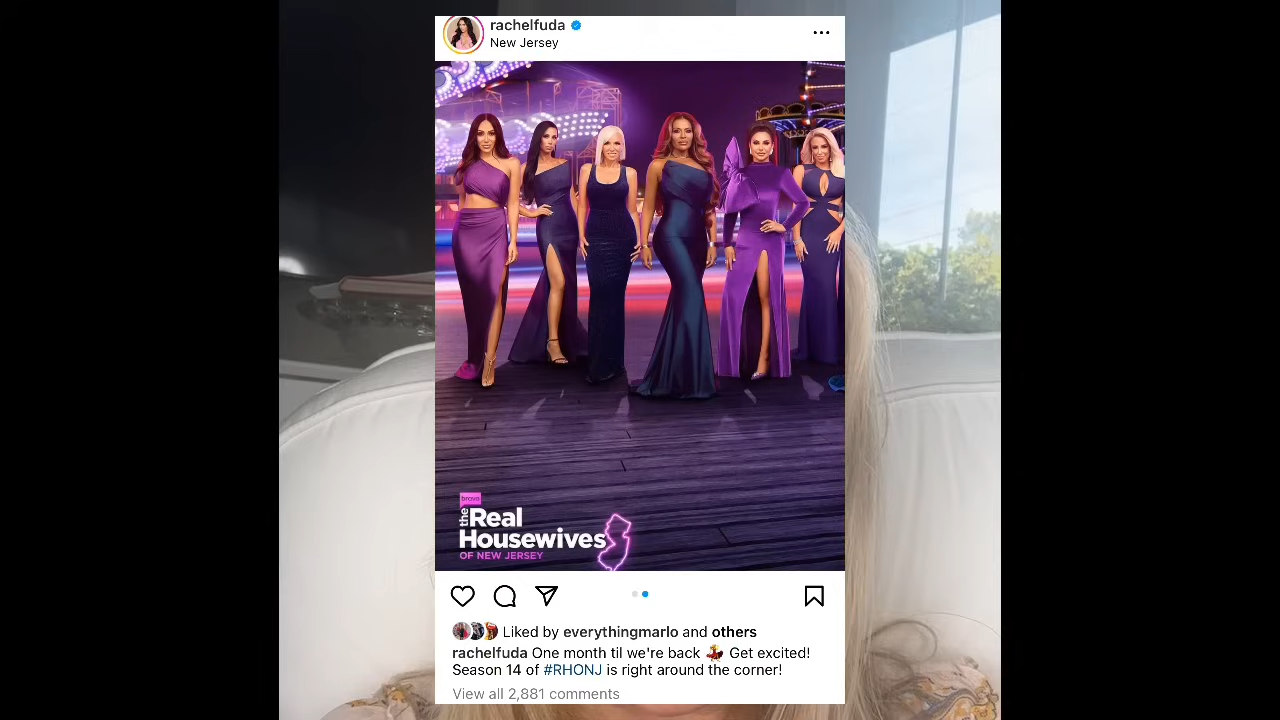 rachelfuda
New Jersey
bravo
the Real
Housewives
OF NEW JERSEY
Liked by everythingmarlo and others
rachelfuda One month til we're back 💃 Get excited!
Season 14 of #RHONJ is right around the corner!
View all 2,881 comments